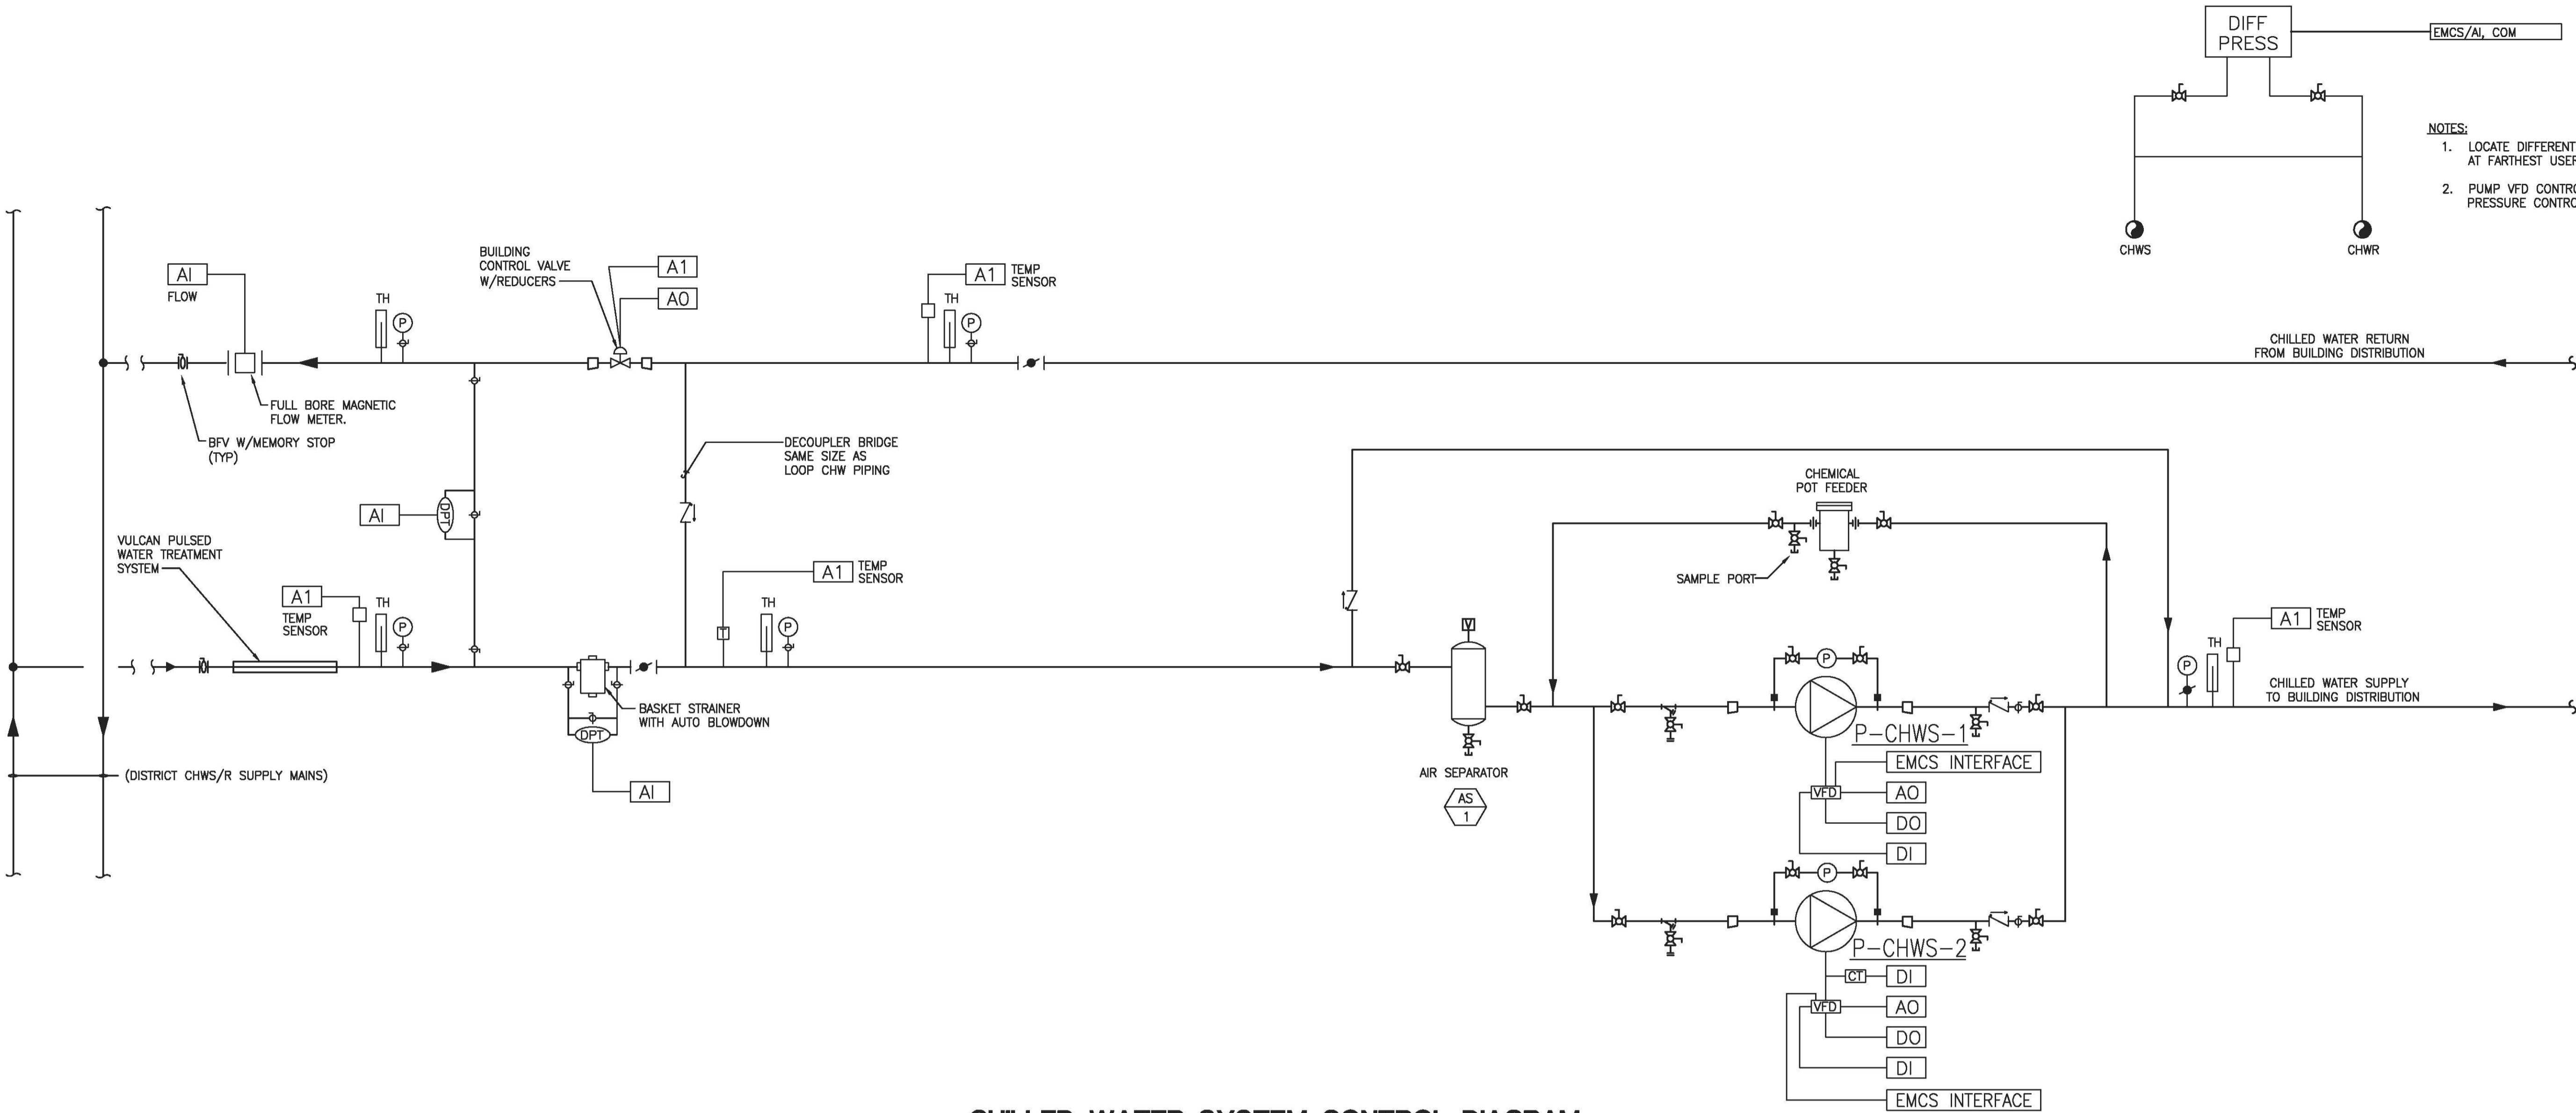 DIFF
PRESS
EMCS/AI, COM
NOTES:
1. LOCATE
AT FARTHEST
2. PUMP VFD
PRESSURE
CHWS
CHWR
AI
FLOW
TH
P
BUILDING
CONTROL VALVE
W/REDUCERS
A1
AO
A1
TEMP
SENSOR
TH
P
CHILLED WATER RETURN
FROM BUILDING DISTRIBUTION
FULL BORE MAGNETIC
FLOW METER.
BFV W/MEMORY STOP
(TYP)
DECOUPLER BRIDGE
SAME SIZE AS
LOOP CHW PIPING
AI
DPT
CHEMICAL
POT FEEDER
SAMPLE PORT
VULCAN PULSED
WATER TREATMENT
SYSTEM
A1
TEMP
SENSOR
TH
P
A1
TEMP
SENSOR
TH
P
V
BASKET STRAINER
WITH AUTO BLOWDOWN
DPT
AI
(DISTRICT CHWS/R SUPPLY MAINS)
AIR SEPARATOR
AS
1
P
P-CHWS-1
EMCS INTERFACE
VFD
AO
DO
DI
P
P-CHWS-2
CT
DI
VFD
AO
DO
DI
EMCS INTERFACE
P
TH
A1
TEMP
SENSOR
CHILLED WATER SUPPLY
TO BUILDING DISTRIBUTION
CHILLED WATER SYSTEM CONTROL DIAGRAM